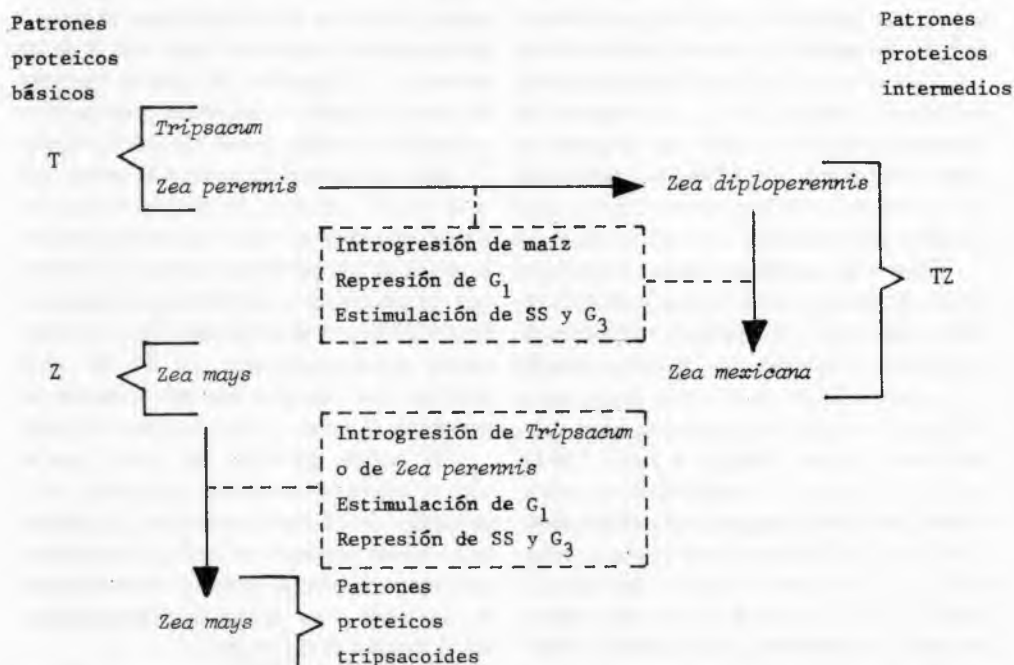 Patrones
proteicos
básicos
Patrones
proteicos
intermedios
T
Tripsacum
Zea perennis
Zea diploperennis
TZ
Introgresión de maíz
Represión de G1
Estimulación de SS y G3
Zea mexicana
Z
Zea mays
Introgresión de Tripsacum
o de Zea perennis
Estimulación de G1
Represión de SS y G3
Zea mays
Patrones
proteicos
tripsacoides